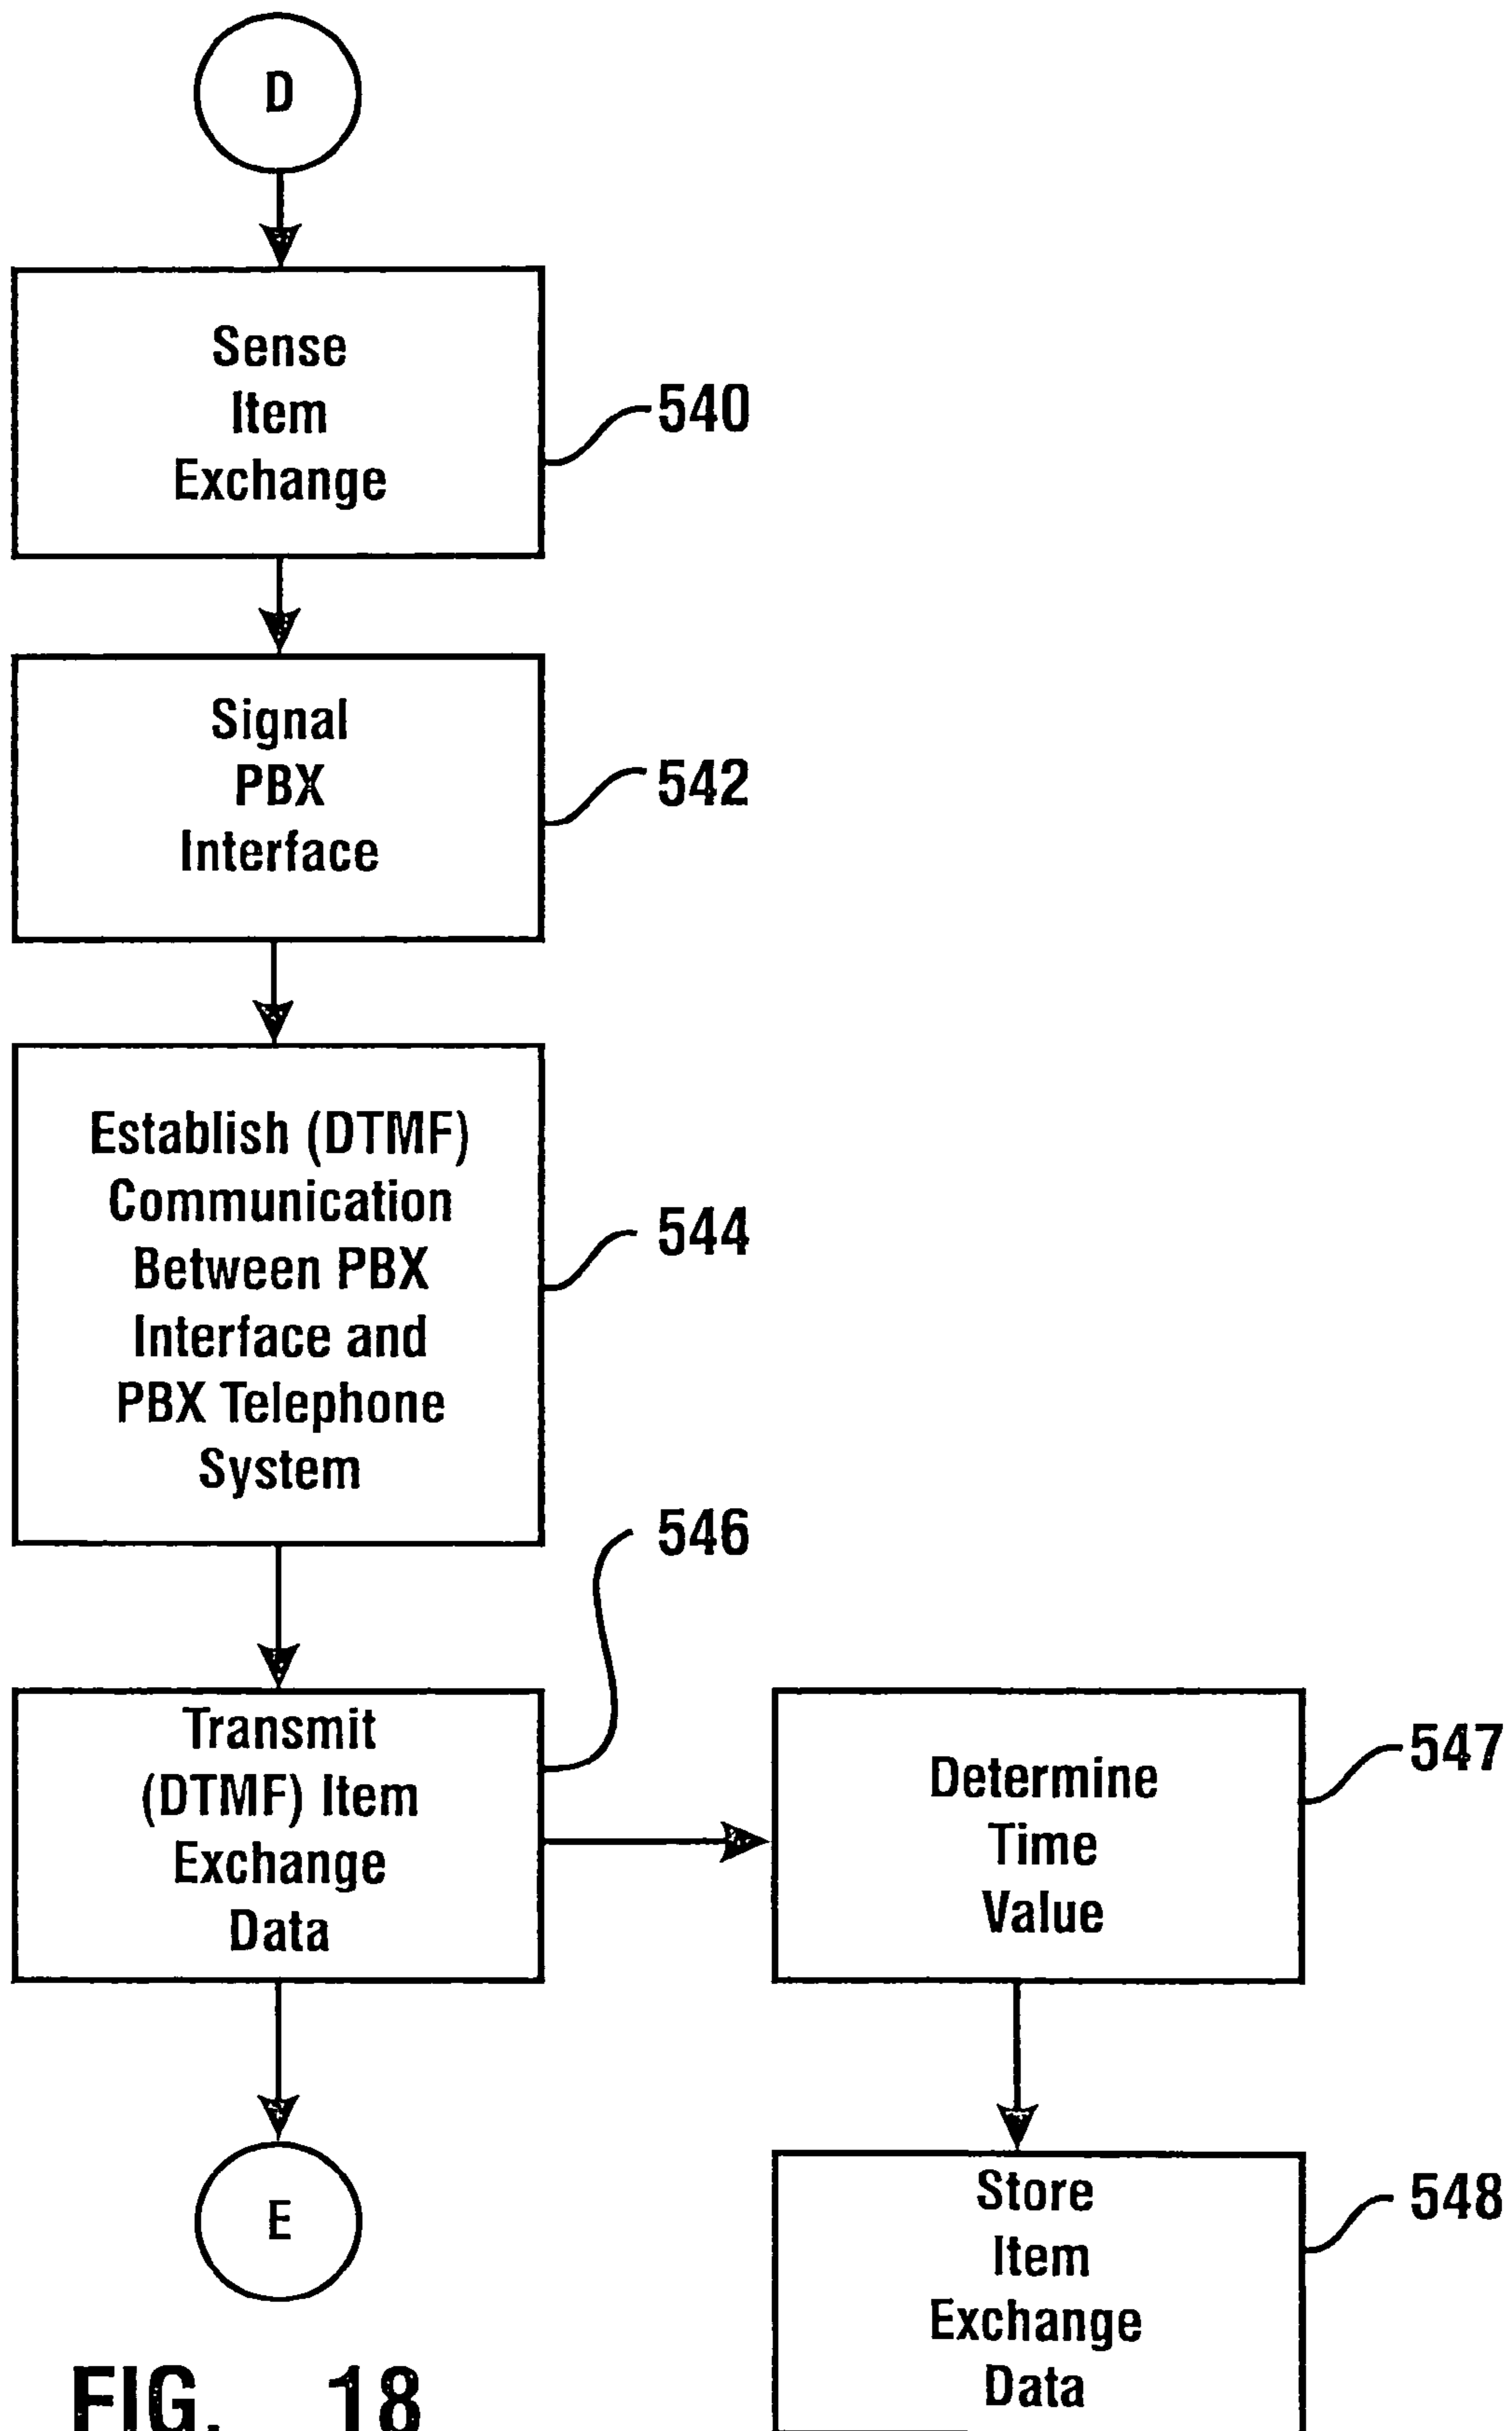 D
Sense
Item
Exchange
540
Signal
PBX
Interface
542
Establish (DTMF)
Communication
Between PBX
Interface and
PBX Telephone
System
544
546
Transmit
(DTMF) Item
Exchange
Data
Determine
Time
Value
547
E
Store
Item
Exchange
Data
548
FIG. 18